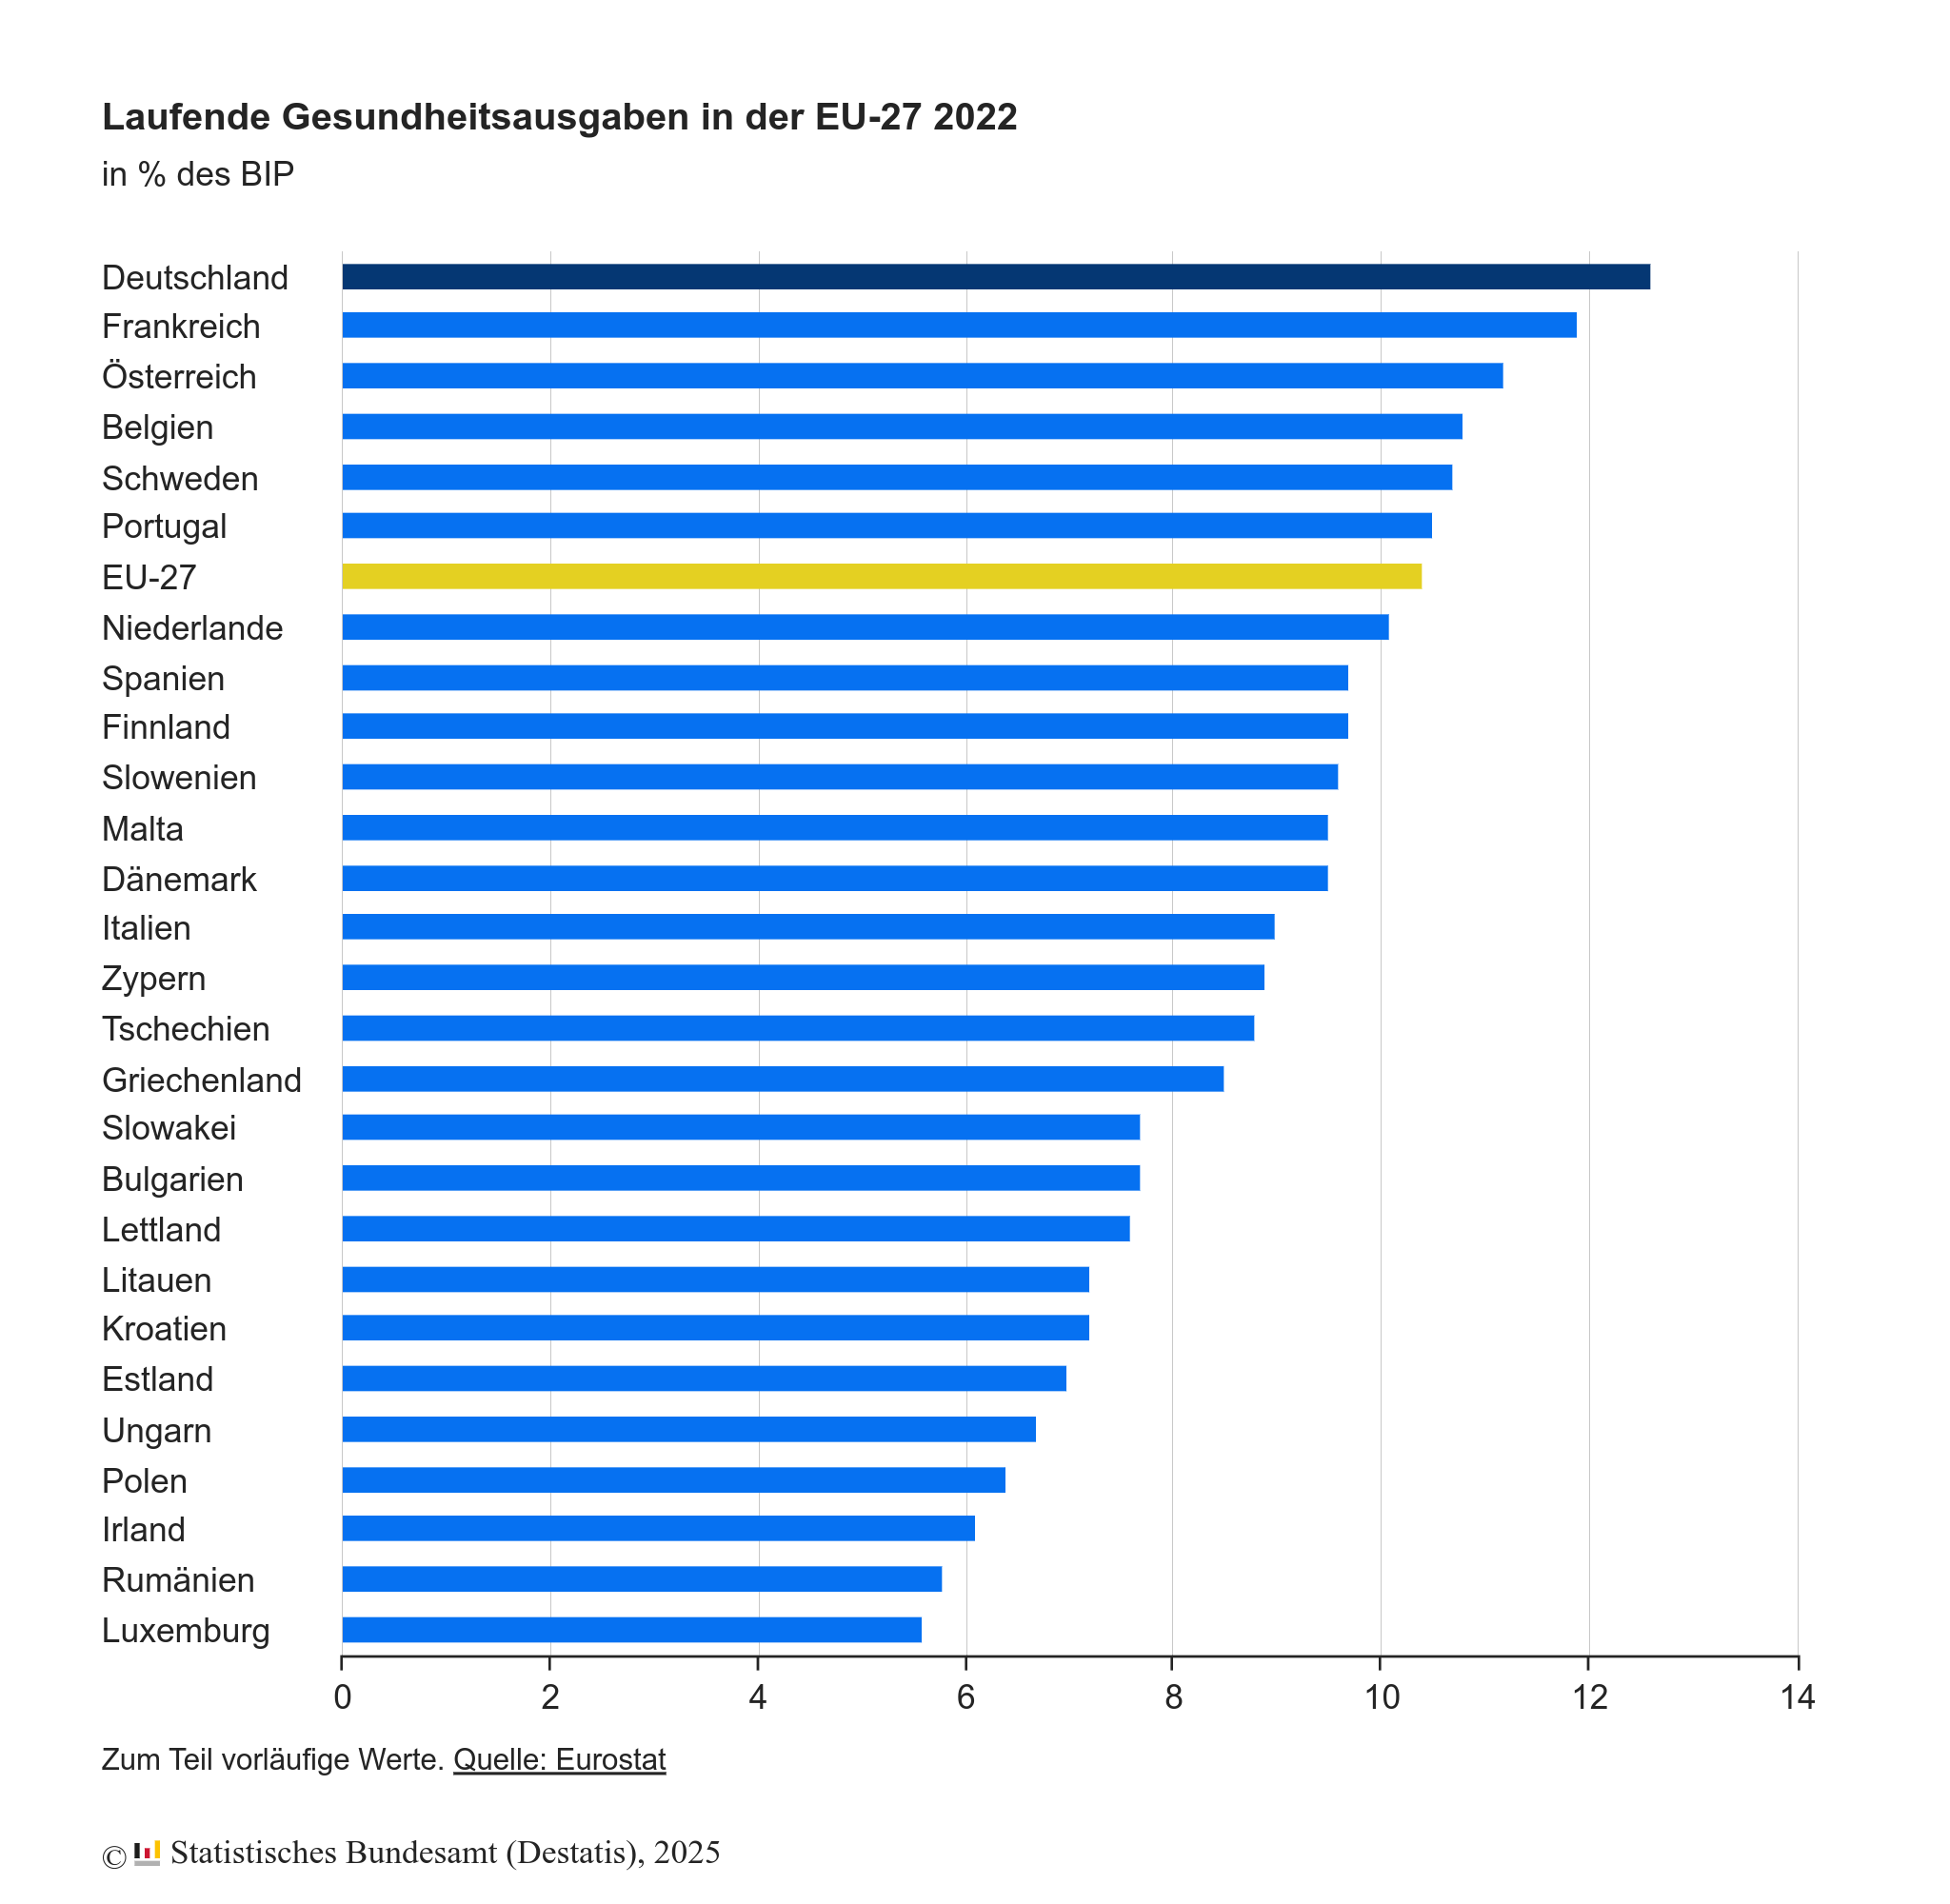 Laufende Gesundheitsausgaben in der EU-27 2022
in % des BIP
Deutschland
Frankreich
Österreich
Belgien
Schweden
Portugal
EU-27
Niederlande
Spanien
Finnland
Slowenien
Malta
Dänemark
Italien
Zypern
Tschechien
Griechenland
Slowakei
Bulgarien
Lettland
Litauen
Kroatien
Estland
Ungarn
Polen
Irland
Rumänien
Luxemburg
0 2 4 6 8 10 12 14
Zum Teil vorläufige Werte. Quelle: Eurostat
© Statistisches Bundesamt (Destatis), 2025